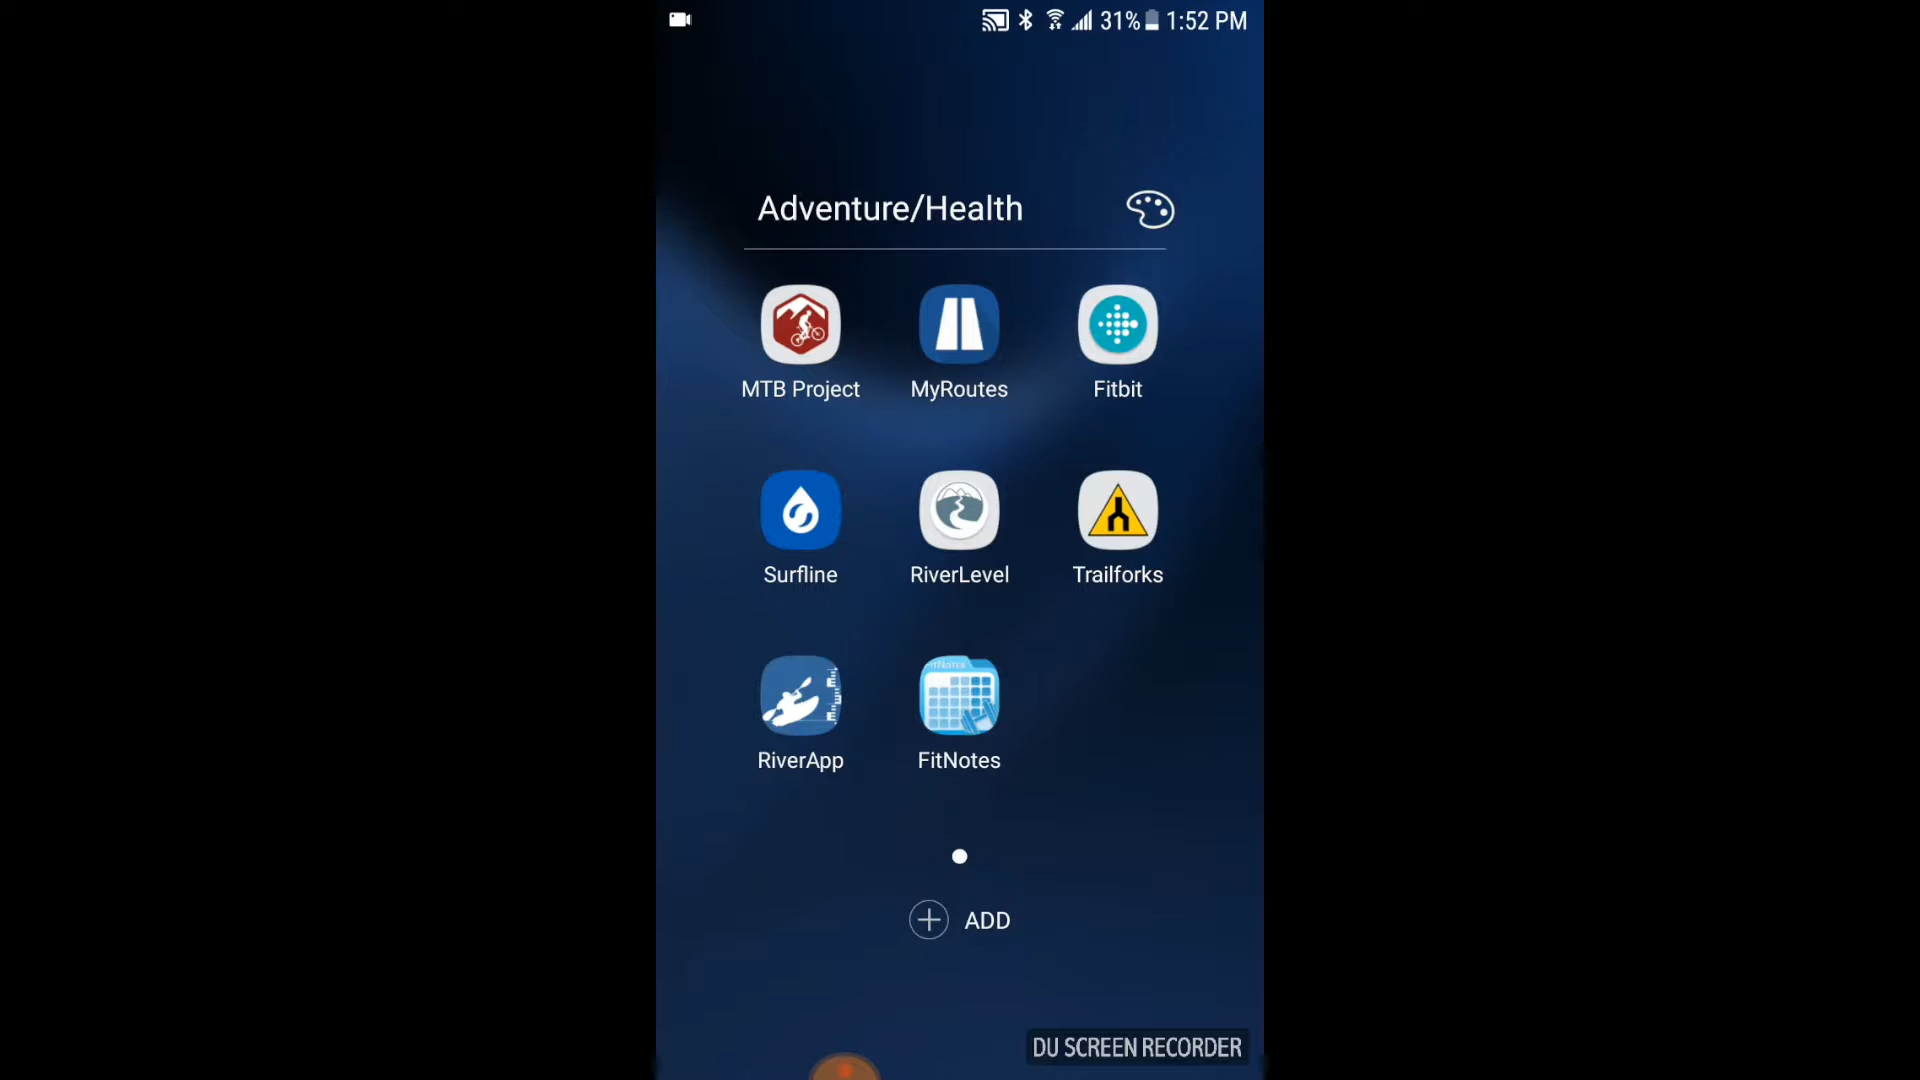 31% 1:52 PM
Adventure/Health
MTB Project MyRoutes Fitbit
Surfline RiverLevel Trailforks
FitNotes
RiverApp FitNotes
ADD
DU SCREEN RECORDER